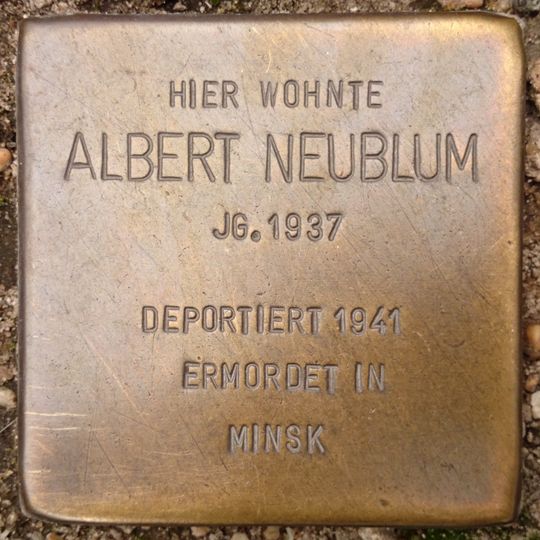 HIER WOHNTE
ALBERT NEUBLUM
JG. 1937
DEPORTIERT 1941
ERMORDET IN
MINSK